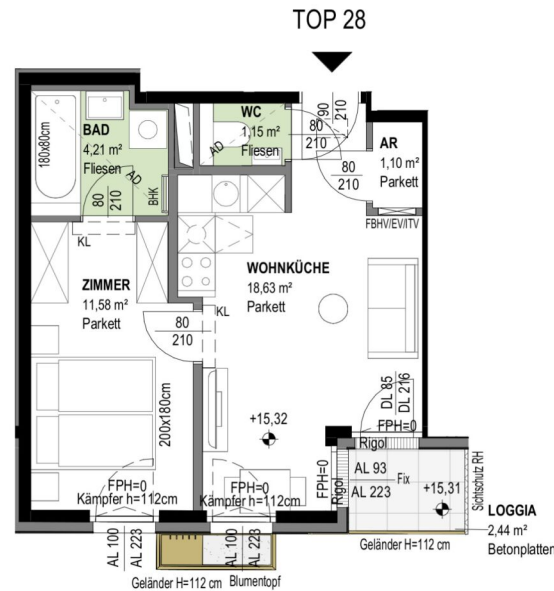 TOP 28
BAD
4,21 m²
Fliesen
180x80cm
AD
80
210
BHK
KL
WC
1,15 m²
Fliesen
AD
80
210
90
210
80
210
AR
1,10 m²
Parkett
FBHV/EV/ITV
ZIMMER
11,58 m²
Parkett
WOHNKÜCHE
18,63 m²
Parkett
KL
80
210
200x180cm
+15,32
DL 85
DL 216
FPH=0
Rigol
FPH=0
Kämpfer h=112cm
FPH=0
Kämpfer h=112cm
FPH=0
Rigol
AL 93
AL 223
Fix
+15,31
Sichtschutz RH
LOGGIA
2,44 m²
Betonplatten
AL 100
AL 223
AL 100
AL 223
Geländer H=112 cm
Geländer H=112 cm
Blumentopf